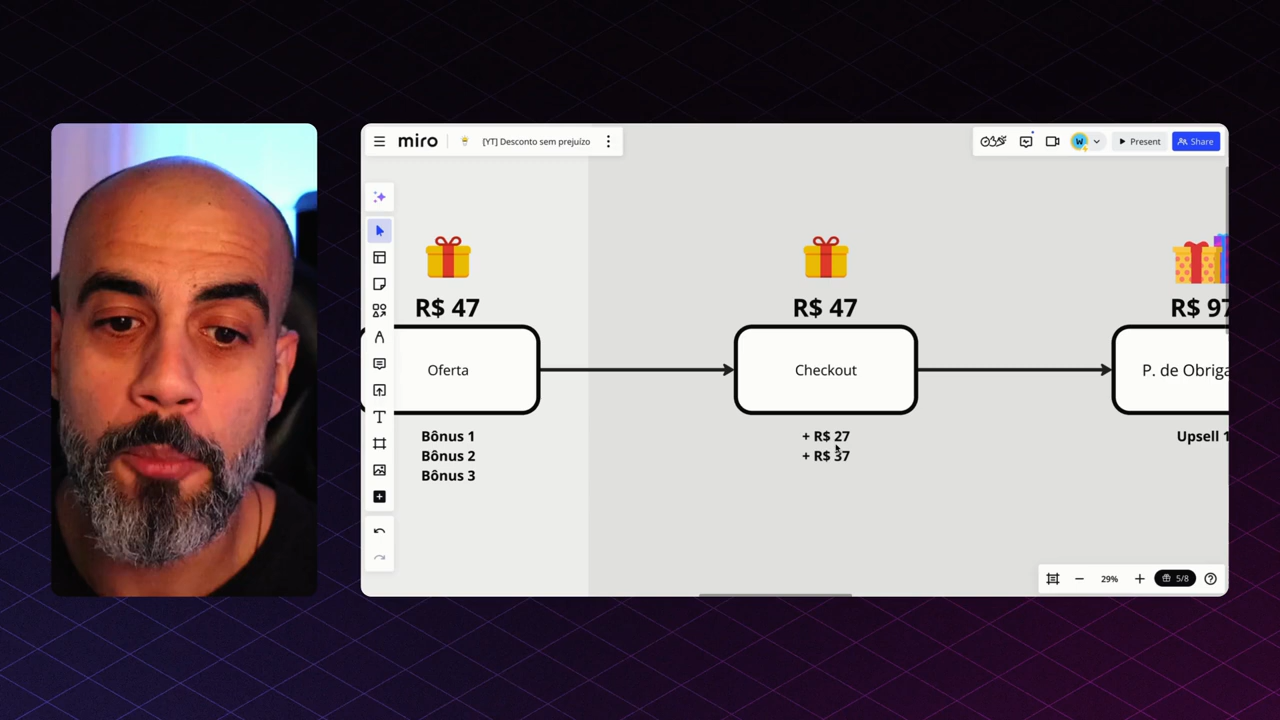 miro
[YT] Desconto sem prejuízo
W
Present
Share
R$ 47
R$ 47
R$ 97
Oferta
Checkout
P. de Obriga
Bônus 1
Bônus 2
Bônus 3
+ R$ 27
+ R$ 37
Upsell 1
29%
5/8